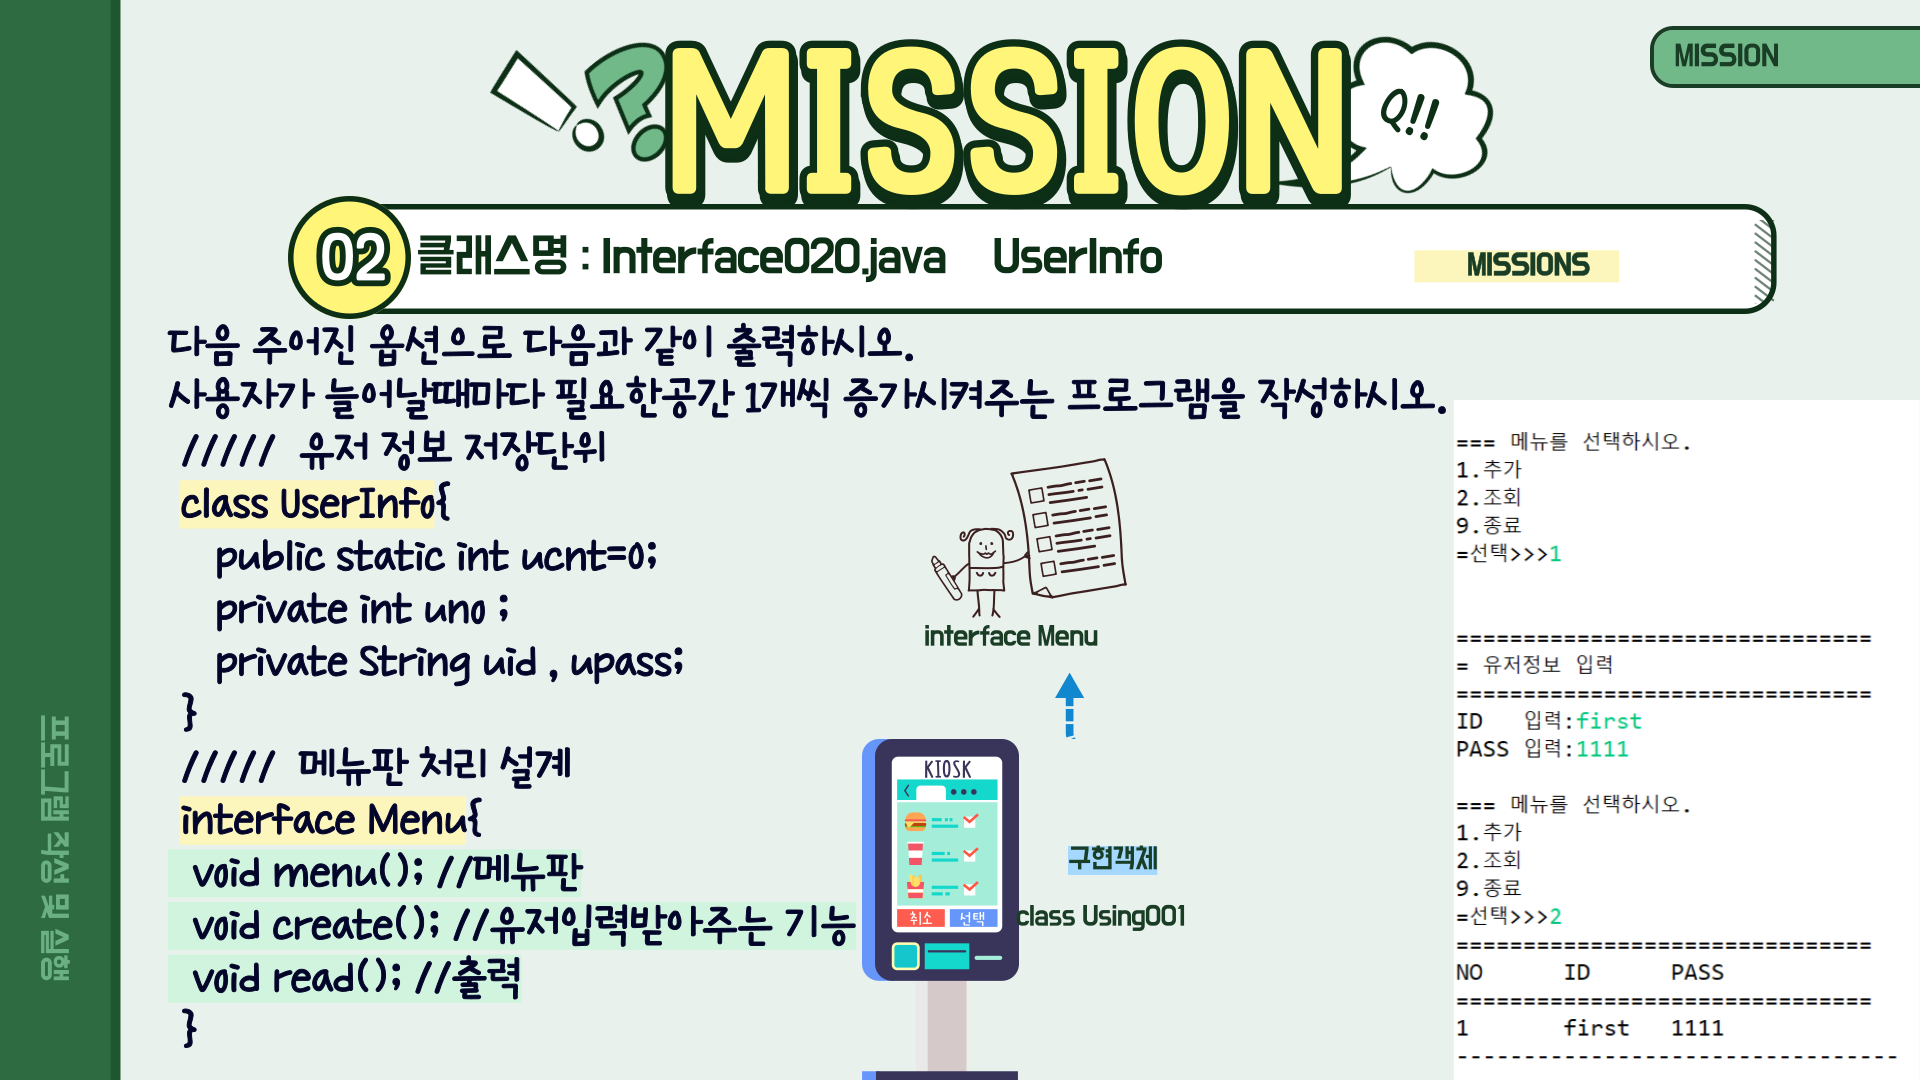 MISSION
MISSION
Q!!
02 클래스명 : Interface020.java UserInfo
MISSIONS
다음 주어진 옵션으로 다음과 같이 출력하시오.
사용자가 늘어날때마다 필요한공간 1개씩 증가시켜주는 프로그램을 작성하시오.
///// 유저 정보 저장단위
class UserInfo{
public static int ucnt=0;
private int uno ;
private String uid , upass;
}
///// 메뉴판 처리 설계
interface Menu{
void menu(); //메뉴판
void create(); //유저입력받아주는 기능
void read(); //출력
}
interface Menu
KIOSK
취소 선택
구현객체
class Using001
=== 메뉴를 선택하시오.
1.추가
2.조회
9.종료
=선택>>>1
===============================
= 유저정보 입력
===============================
ID 입력:first
PASS 입력:1111
=== 메뉴를 선택하시오.
1.추가
2.조회
9.종료
=선택>>>2
===============================
NO ID PASS
===============================
1 first 1111
---------------------------------
프로그램 작성 및 실행